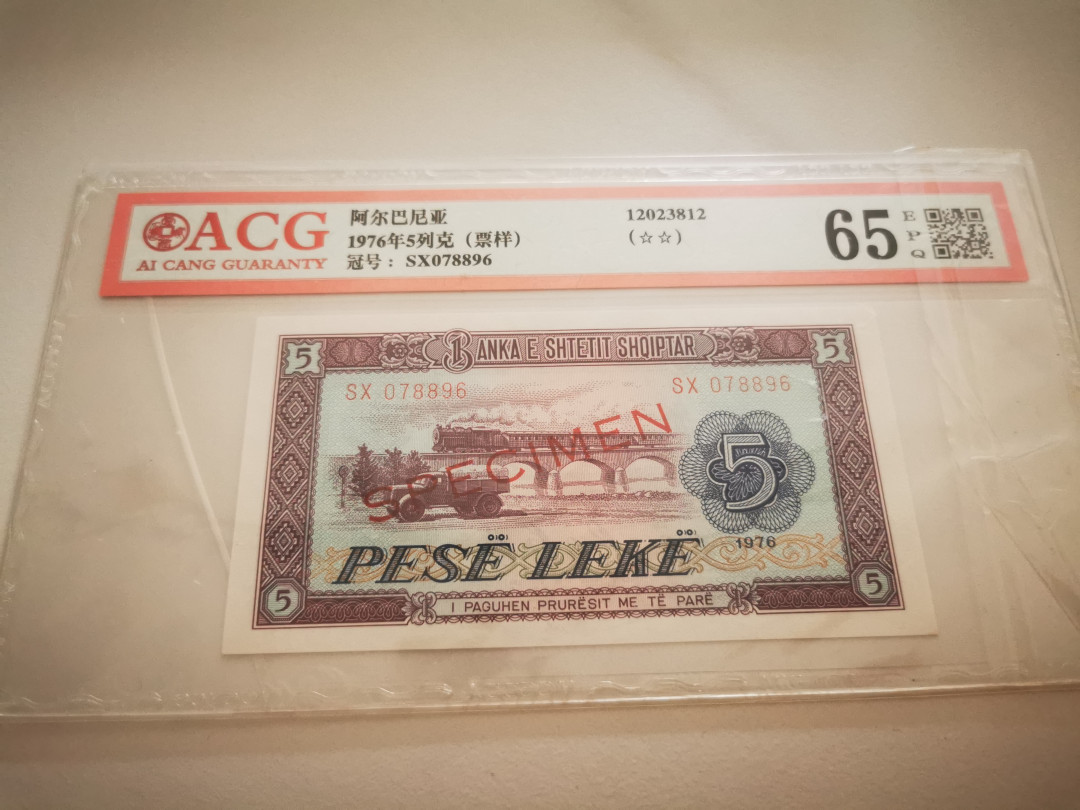 ACG
AI CANG GUARANTY
阿尔巴尼亚
1976年5列克（票样）
冠号：SX078896
12023812
(☆☆)
65
EPQ
5
BANKA E SHTETIT SHQIPTAR
5
SX 078896
SX 078896
SPECIMEN
5
1976
PESË LEKË
5
I PAGUHEN PRURËSIT ME TË PARË
5